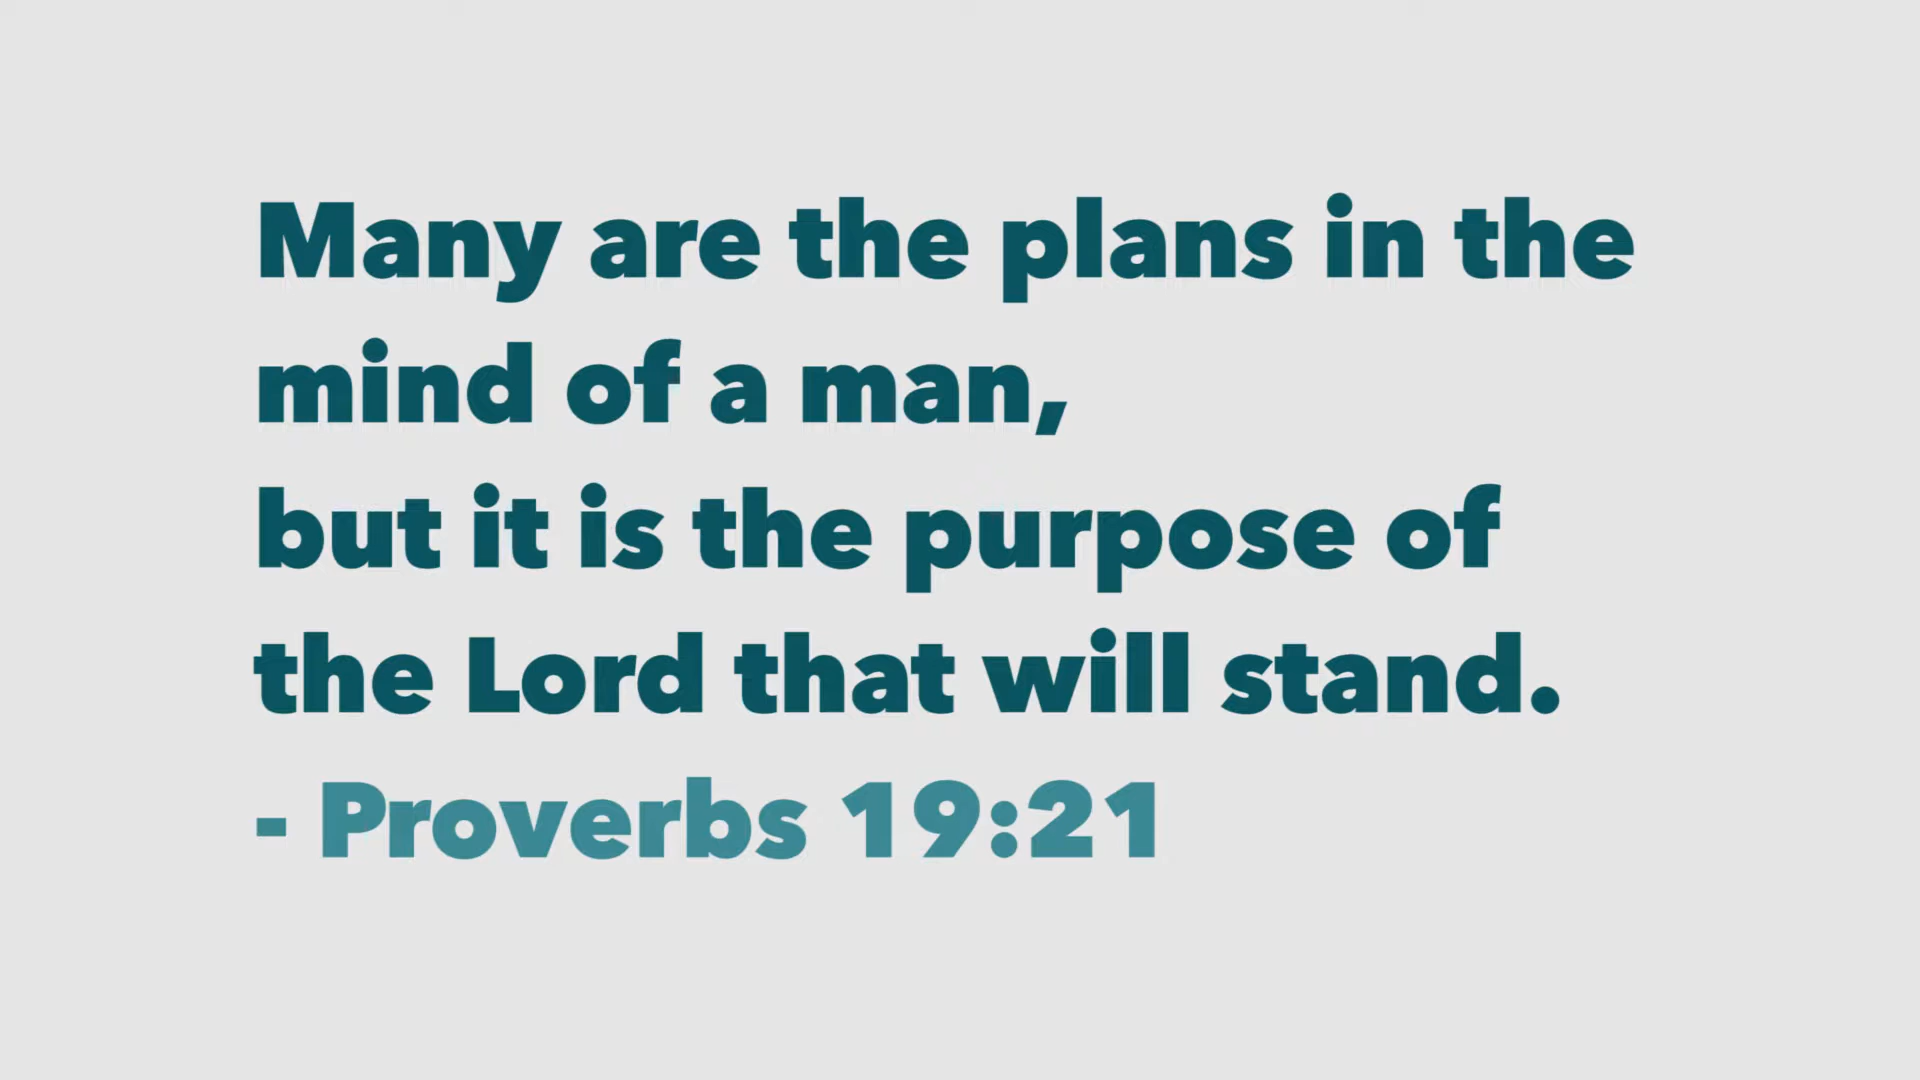 Many are the plans in the
mind of a man,
but it is the purpose of
the Lord that will stand.
- Proverbs 19:21